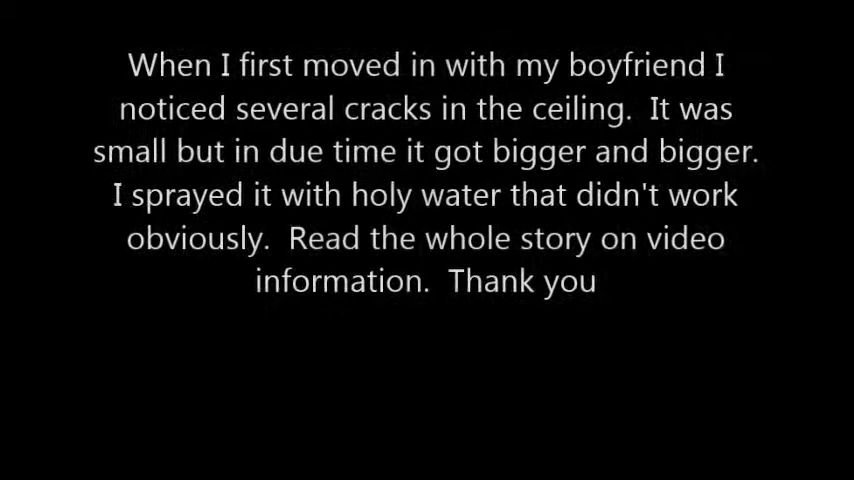 When I first moved in with my boyfriend I
noticed several cracks in the ceiling.  It was
small but in due time it got bigger and bigger.
I sprayed it with holy water that didn't work
obviously.  Read the whole story on video
information.  Thank you